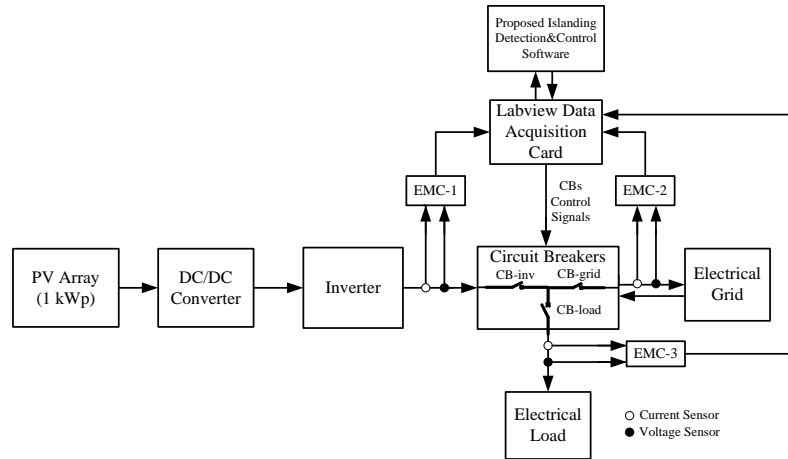 Proposed Islanding
Detection&Control
Software
Labview Data
Acquisition
Card
EMC-1
EMC-2
CBs
Control
Signals
PV Array
(1 kWp)
DC/DC
Converter
Inverter
Circuit Breakers
CB-inv
CB-grid
CB-load
Electrical
Grid
EMC-3
Electrical
Load
Current Sensor
Voltage Sensor